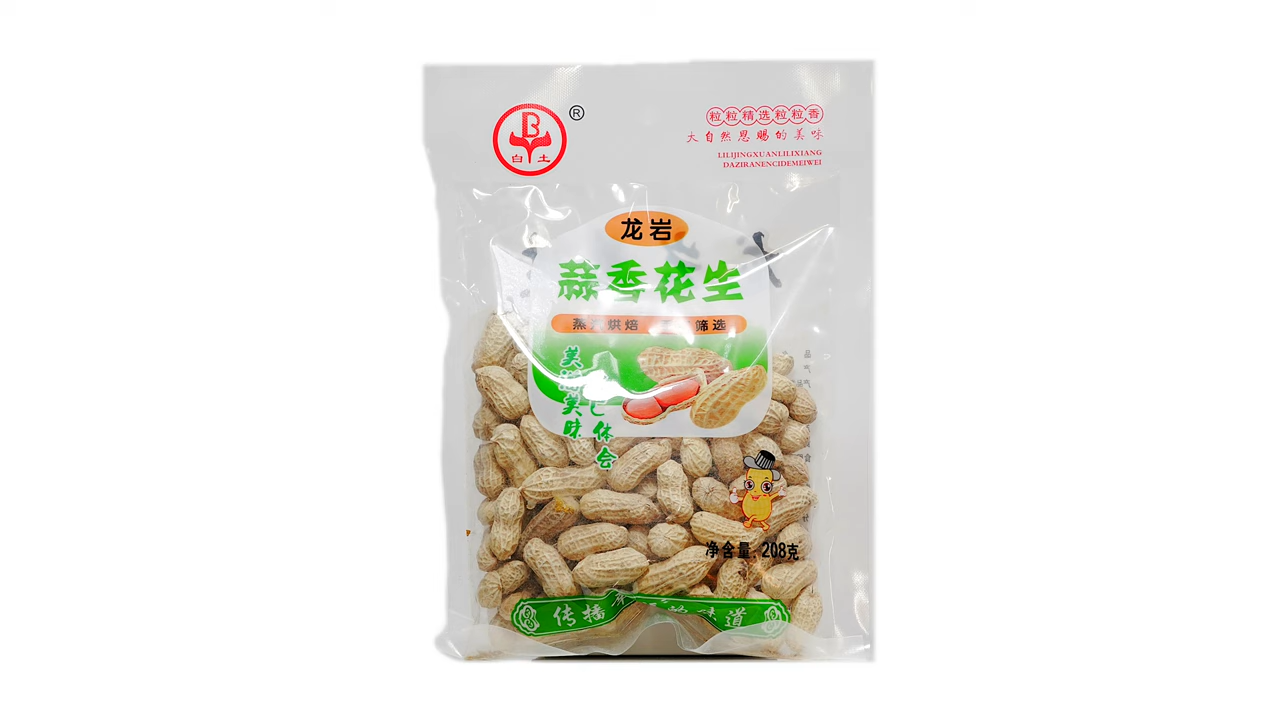 B
白土
®
粒粒精选粒粒香
大自然恩赐的美味
LILIJINGXUANLILIXIANG
DAZIRANENCIDEMEIWEI
龙岩
蒜香花生
蒸 烘焙 筛选
美 美味
体会
净含量:208克
传播 味道